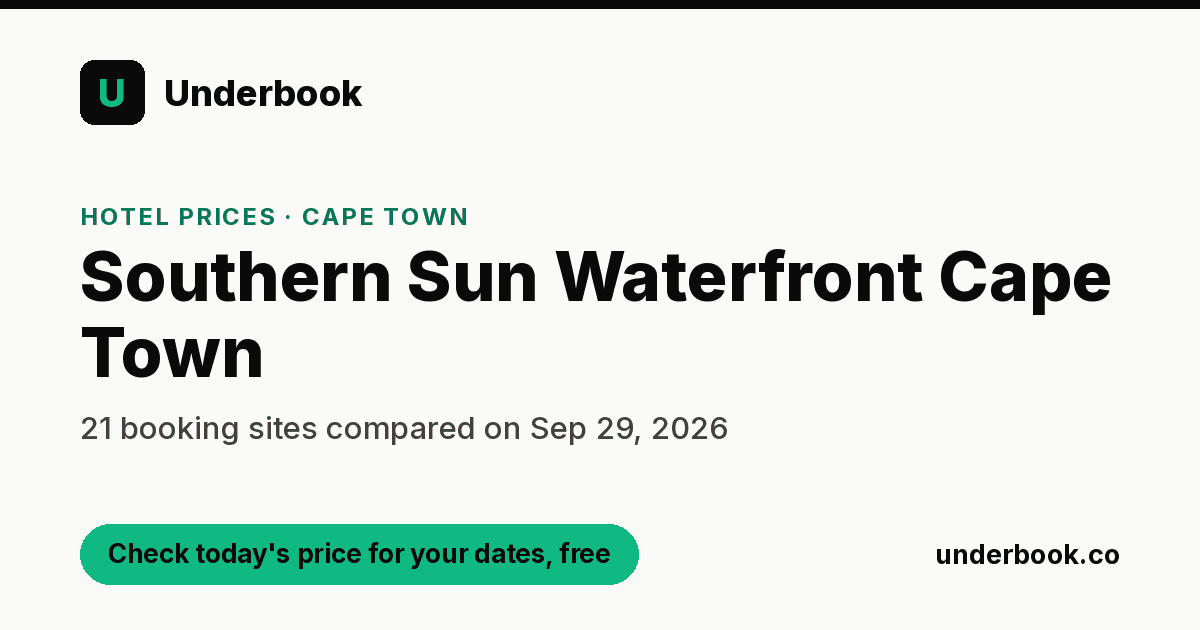 U Underbook
HOTEL PRICES · CAPE TOWN
Southern Sun Waterfront Cape
Town
21 booking sites compared on Sep 29, 2026
Check today's price for your dates, free
underbook.co